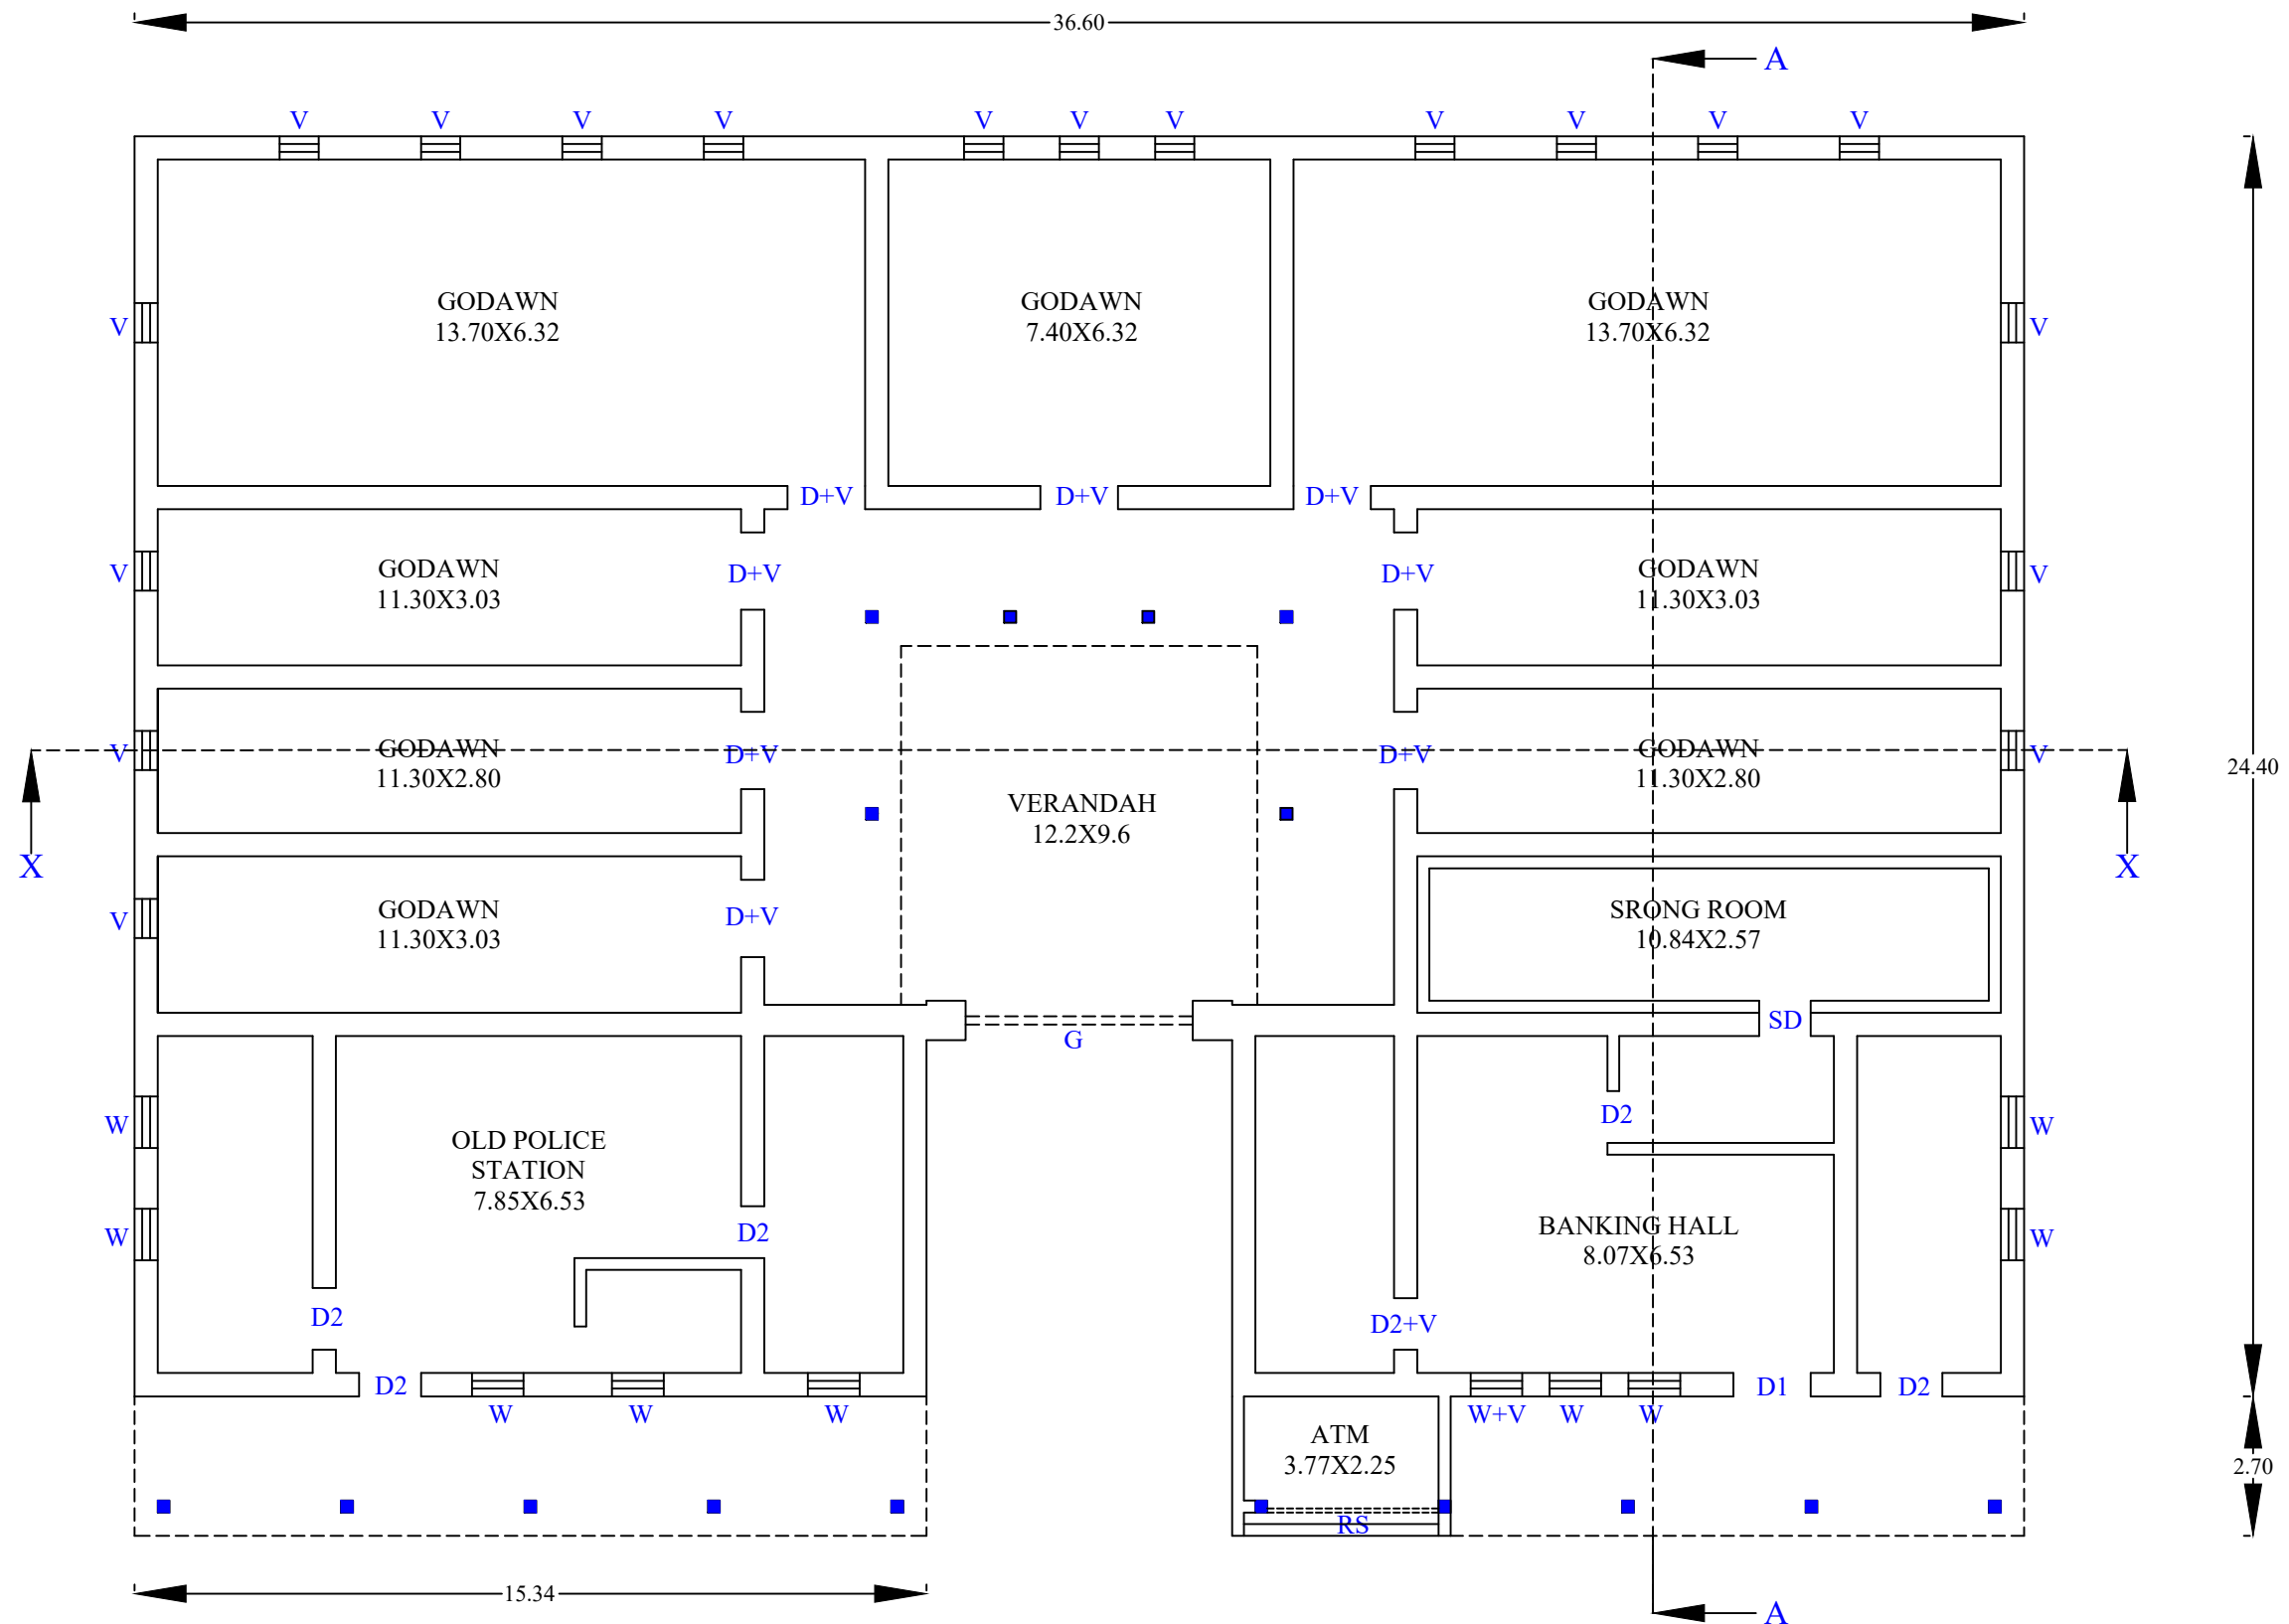 36.60
A
V V V V V V V V V V V
GODAWN
13.70X6.32
GODAWN
7.40X6.32
GODAWN
13.70X6.32
V
V
D+V
D+V
D+V
V
GODAWN
11.30X3.03
D+V
D+V
GODAWN
11.30X3.03
V
V
GODAWN
11.30X2.80
D+V
D+V
GODAWN
11.30X2.80
V
24.40
VERANDAH
12.2X9.6
X
X
V
GODAWN
11.30X3.03
D+V
SRONG ROOM
10.84X2.57
SD
G
W
OLD POLICE
STATION
7.85X6.53
D2
W
W
D2
BANKING HALL
8.07X6.53
W
D2
D2+V
D2
W
W
W
W+V
W
W
D1
D2
ATM
3.77X2.25
2.70
RS
15.34
A